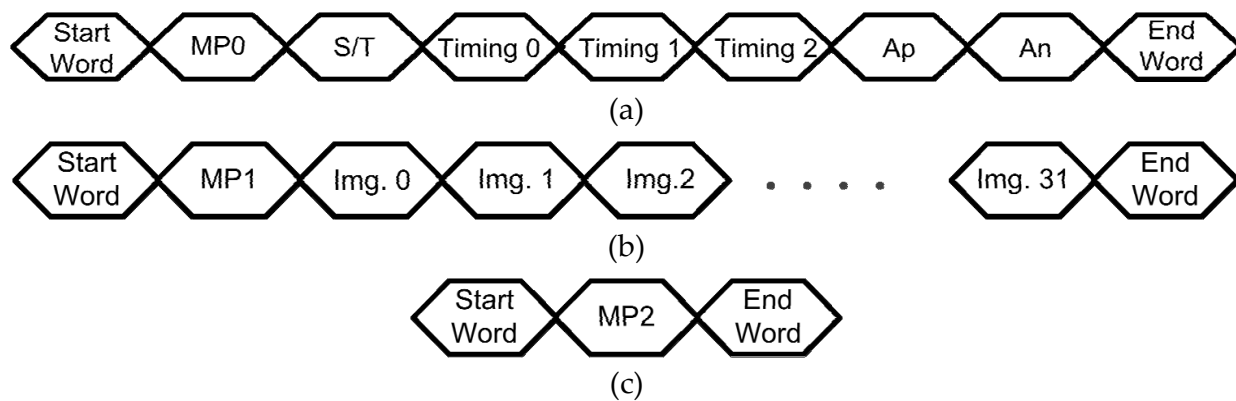 Start Word MP0 S/T Timing 0 Timing 1 Timing 2 Ap An End Word
(a)
Start Word MP1 Img. 0 Img. 1 Img.2 . . . . Img. 31 End Word
(b)
Start Word MP2 End Word
(c)